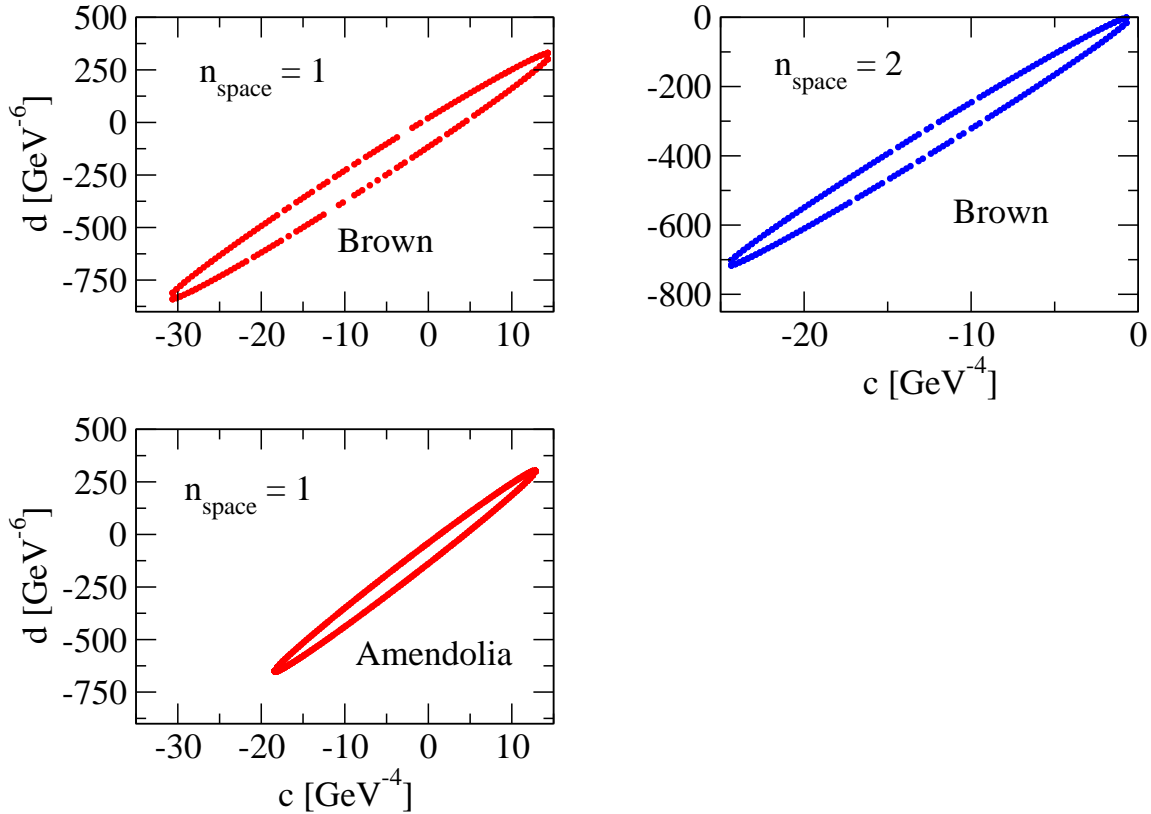 500
250
0
-250
-500
-750
d [GeV⁻⁶]
n_space = 1
Brown
-30 -20 -10 0 10
0
-200
-400
-600
-800
n_space = 2
Brown
-20 -10 0
c [GeV⁻⁴]
500
250
0
-250
-500
-750
d [GeV⁻⁶]
n_space = 1
Amendolia
-30 -20 -10 0 10
c [GeV⁻⁴]